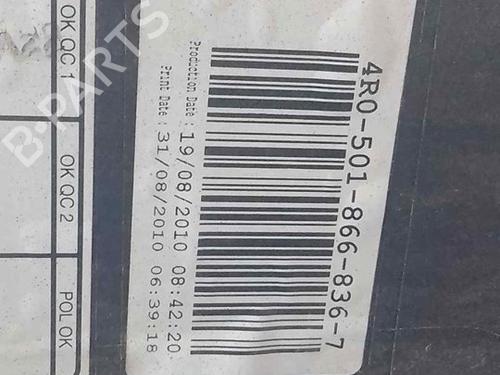 4R0-501-866-836-7
Production Date : 19/08/2010 08:42:20
Print Date : 31/08/2010 06:39:18
OK QC 1
OK QC 2
POL OK
B-PARTS